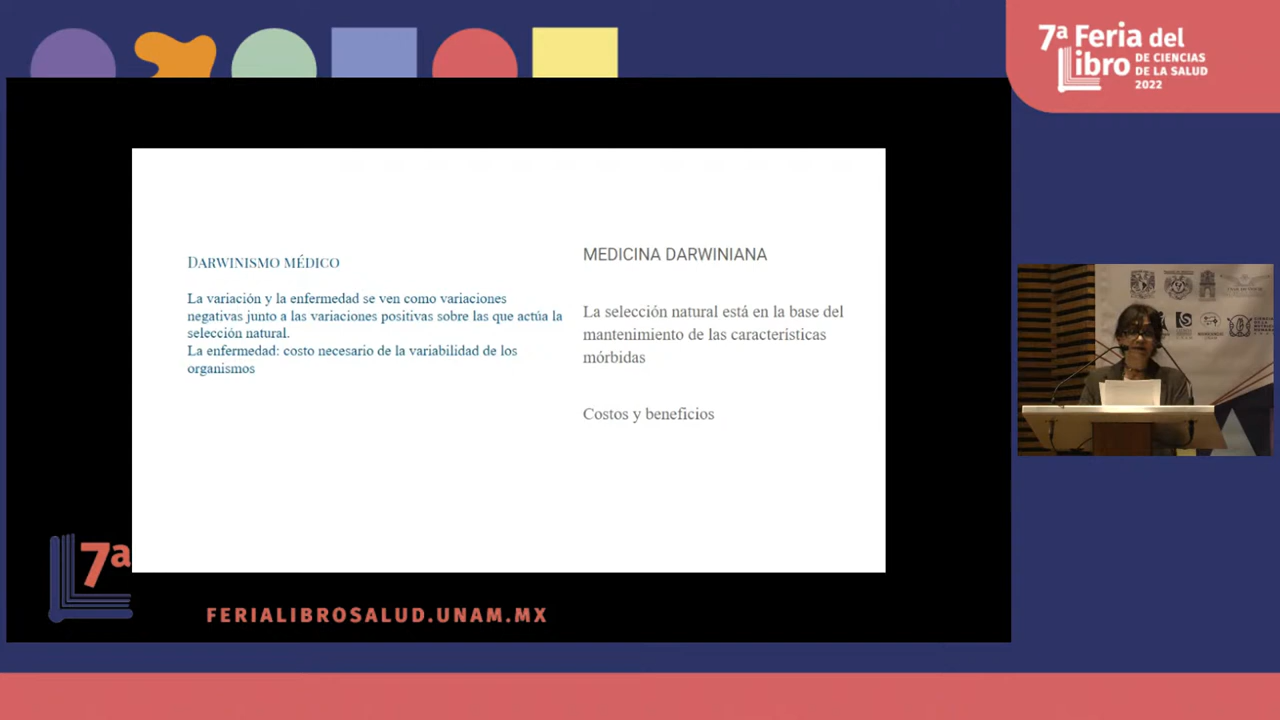 7ª Feria del
Libro DE CIENCIAS
DE LA SALUD
2022
DARWINISMO MÉDICO
La variación y la enfermedad se ven como variaciones
negativas junto a las variaciones positivas sobre las que actúa la
selección natural.
La enfermedad: costo necesario de la variabilidad de los
organismos
MEDICINA DARWINIANA
La selección natural está en la base del
mantenimiento de las características
mórbidas
Costos y beneficios
7ª
FERIALIBROSALUD.UNAM.MX